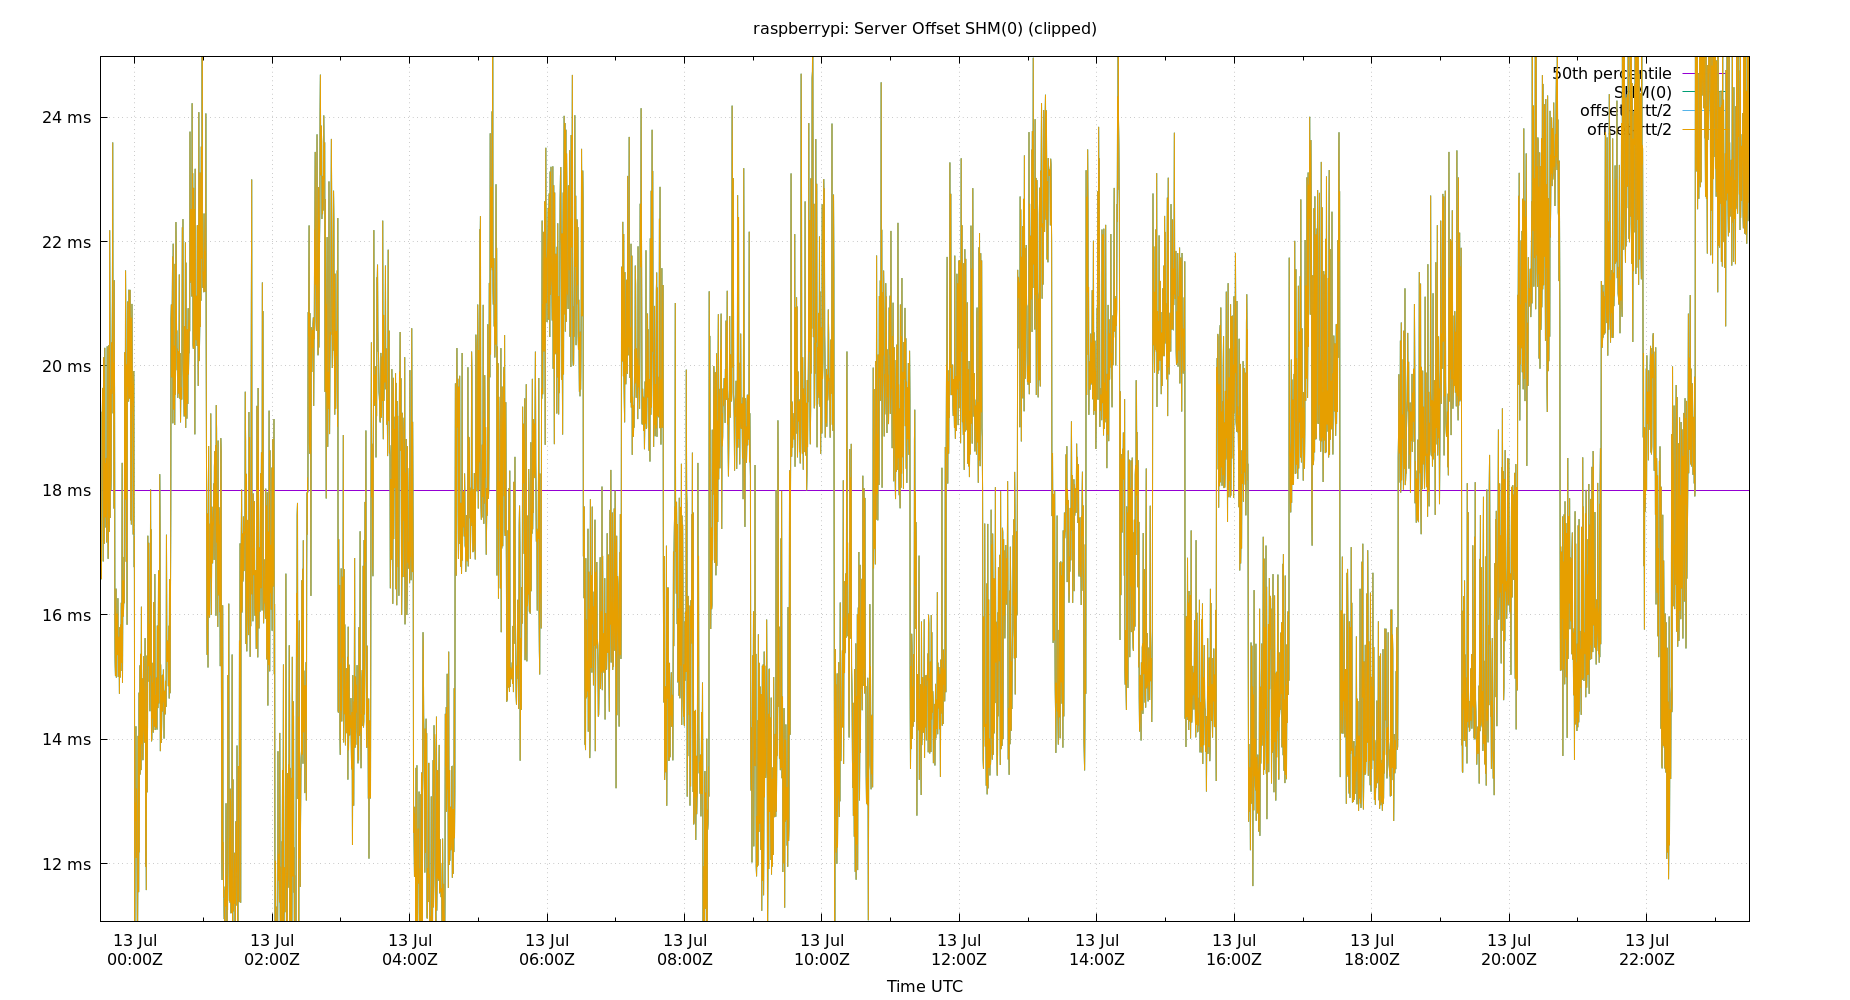 raspberrypi: Server Offset SHM(0) (clipped)
24 ms
22 ms
20 ms
18 ms
16 ms
14 ms
12 ms
50th percentile
SHM(0)
13 Jul 13 Jul 13 Jul 13 Jul 13 Jul 13 Jul 13 Jul 13 Jul 13 Jul 13 Jul 13 Jul 13 Jul
00:00Z 02:00Z 04:00Z 06:00Z 08:00Z 10:00Z 12:00Z 14:00Z 16:00Z 18:00Z 20:00Z 22:00Z
Time UTC